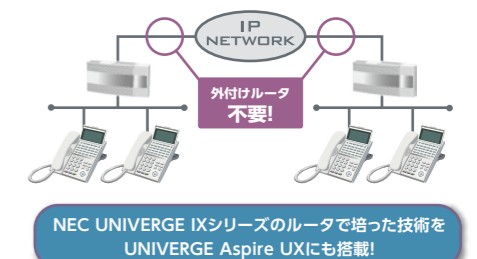 IP
NETWORK
外付けルータ
不要!
NEC UNIVERGE IXシリーズのルータで培った技術を
UNIVERGE Aspire UXにも搭載!